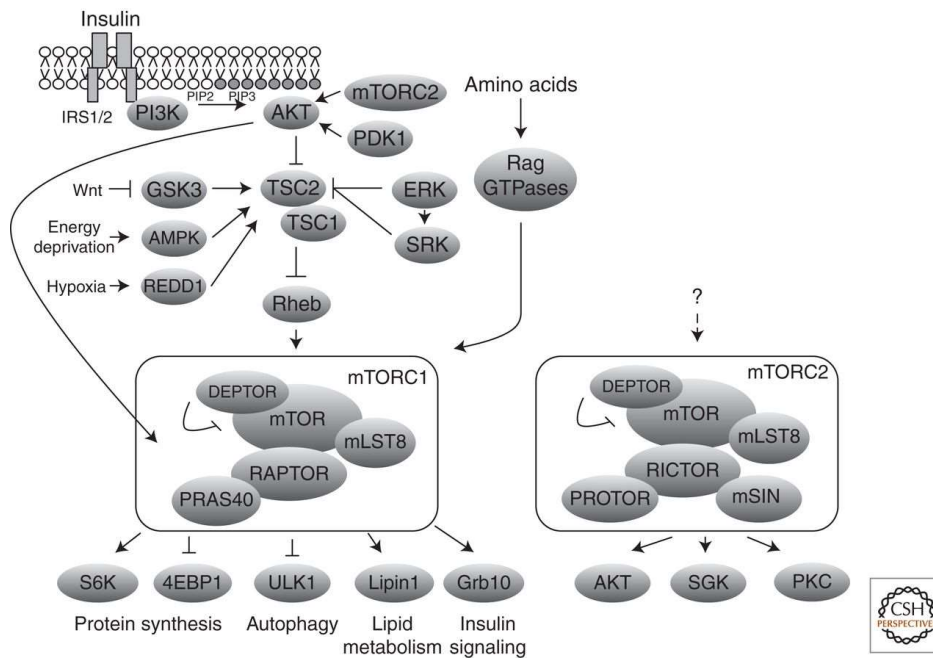 Insulin
IRS1/2
PI3K
PIP2
PIP3
AKT
mTORC2
PDK1
Amino acids
Rag
GTPases
Wnt
GSK3
TSC2
TSC1
ERK
SRK
Energy
deprivation
AMPK
Hypoxia
REDD1
Rheb
?
mTORC1
DEPTOR
mTOR
mLST8
RAPTOR
PRAS40
mTORC2
DEPTOR
mTOR
mLST8
RICTOR
PROTOR
mSIN
S6K
4EBP1
ULK1
Lipin1
Grb10
Protein synthesis
Autophagy
Lipid
metabolism
Insulin
signaling
AKT
SGK
PKC
CSH
PERSPECTIVE